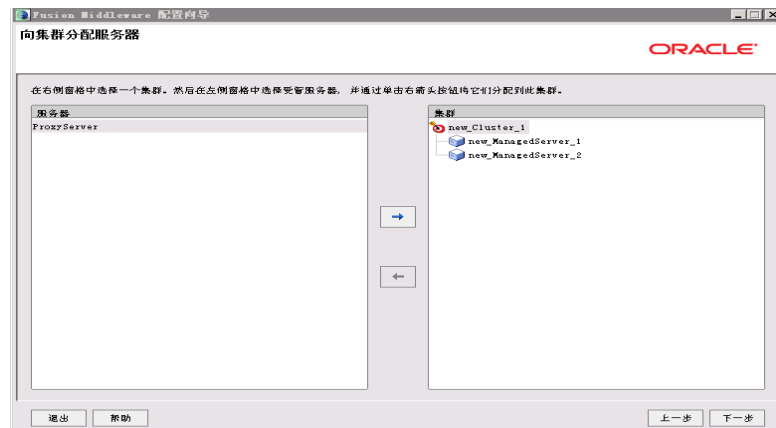 Fusion Middleware 配置向导
向集群分配服务器
ORACLE
在右侧窗格中选择一个集群。然后在左侧窗格中选择受管服务器, 并通过单击右箭头按钮将它们分配到此集群。
服务器
ProxyServer
集群
new_Cluster_1
new_ManagedServer_1
new_ManagedServer_2
退出 帮助 上一步 下一步